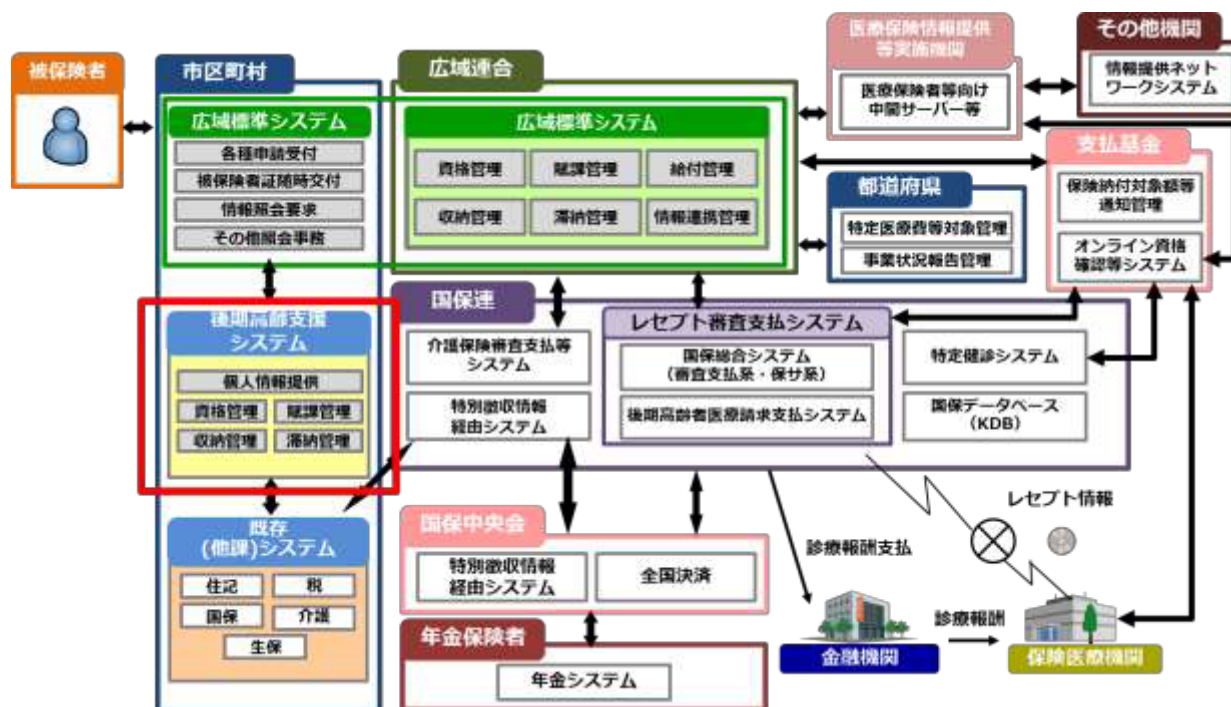 被保険者
市区町村
広域標準システム
各種申請受付
被保険者証随時交付
情報照会要求
その他照会事務
後期高齢支援
システム
個人情報提供
資格管理
賦課管理
収納管理
滞納管理
既存
(他課)システム
住記
税
国保
介護
生保
広域連合
広域標準システム
資格管理
賦課管理
給付管理
収納管理
滞納管理
情報連携管理
医療保険情報提供
等実施機関
医療保険者等向け
中間サーバー等
その他機関
情報提供ネット
ワークシステム
都道府県
特定医療費等対象管理
事業状況報告管理
支払基金
保険納付対象額等
通知管理
オンライン資格
確認等システム
国保連
介護保険審査支払等
システム
特別徴収情報
経由システム
レセプト審査支払システム
国保総合システム
(審査支払系・保サ系)
後期高齢者医療請求支払システム
特定健診システム
国保データベース
(KDB)
国保中央会
特別徴収情報
経由システム
全国決済
年金保険者
年金システム
診療報酬支払
レセプト情報
金融機関
診療報酬
保険医療機関